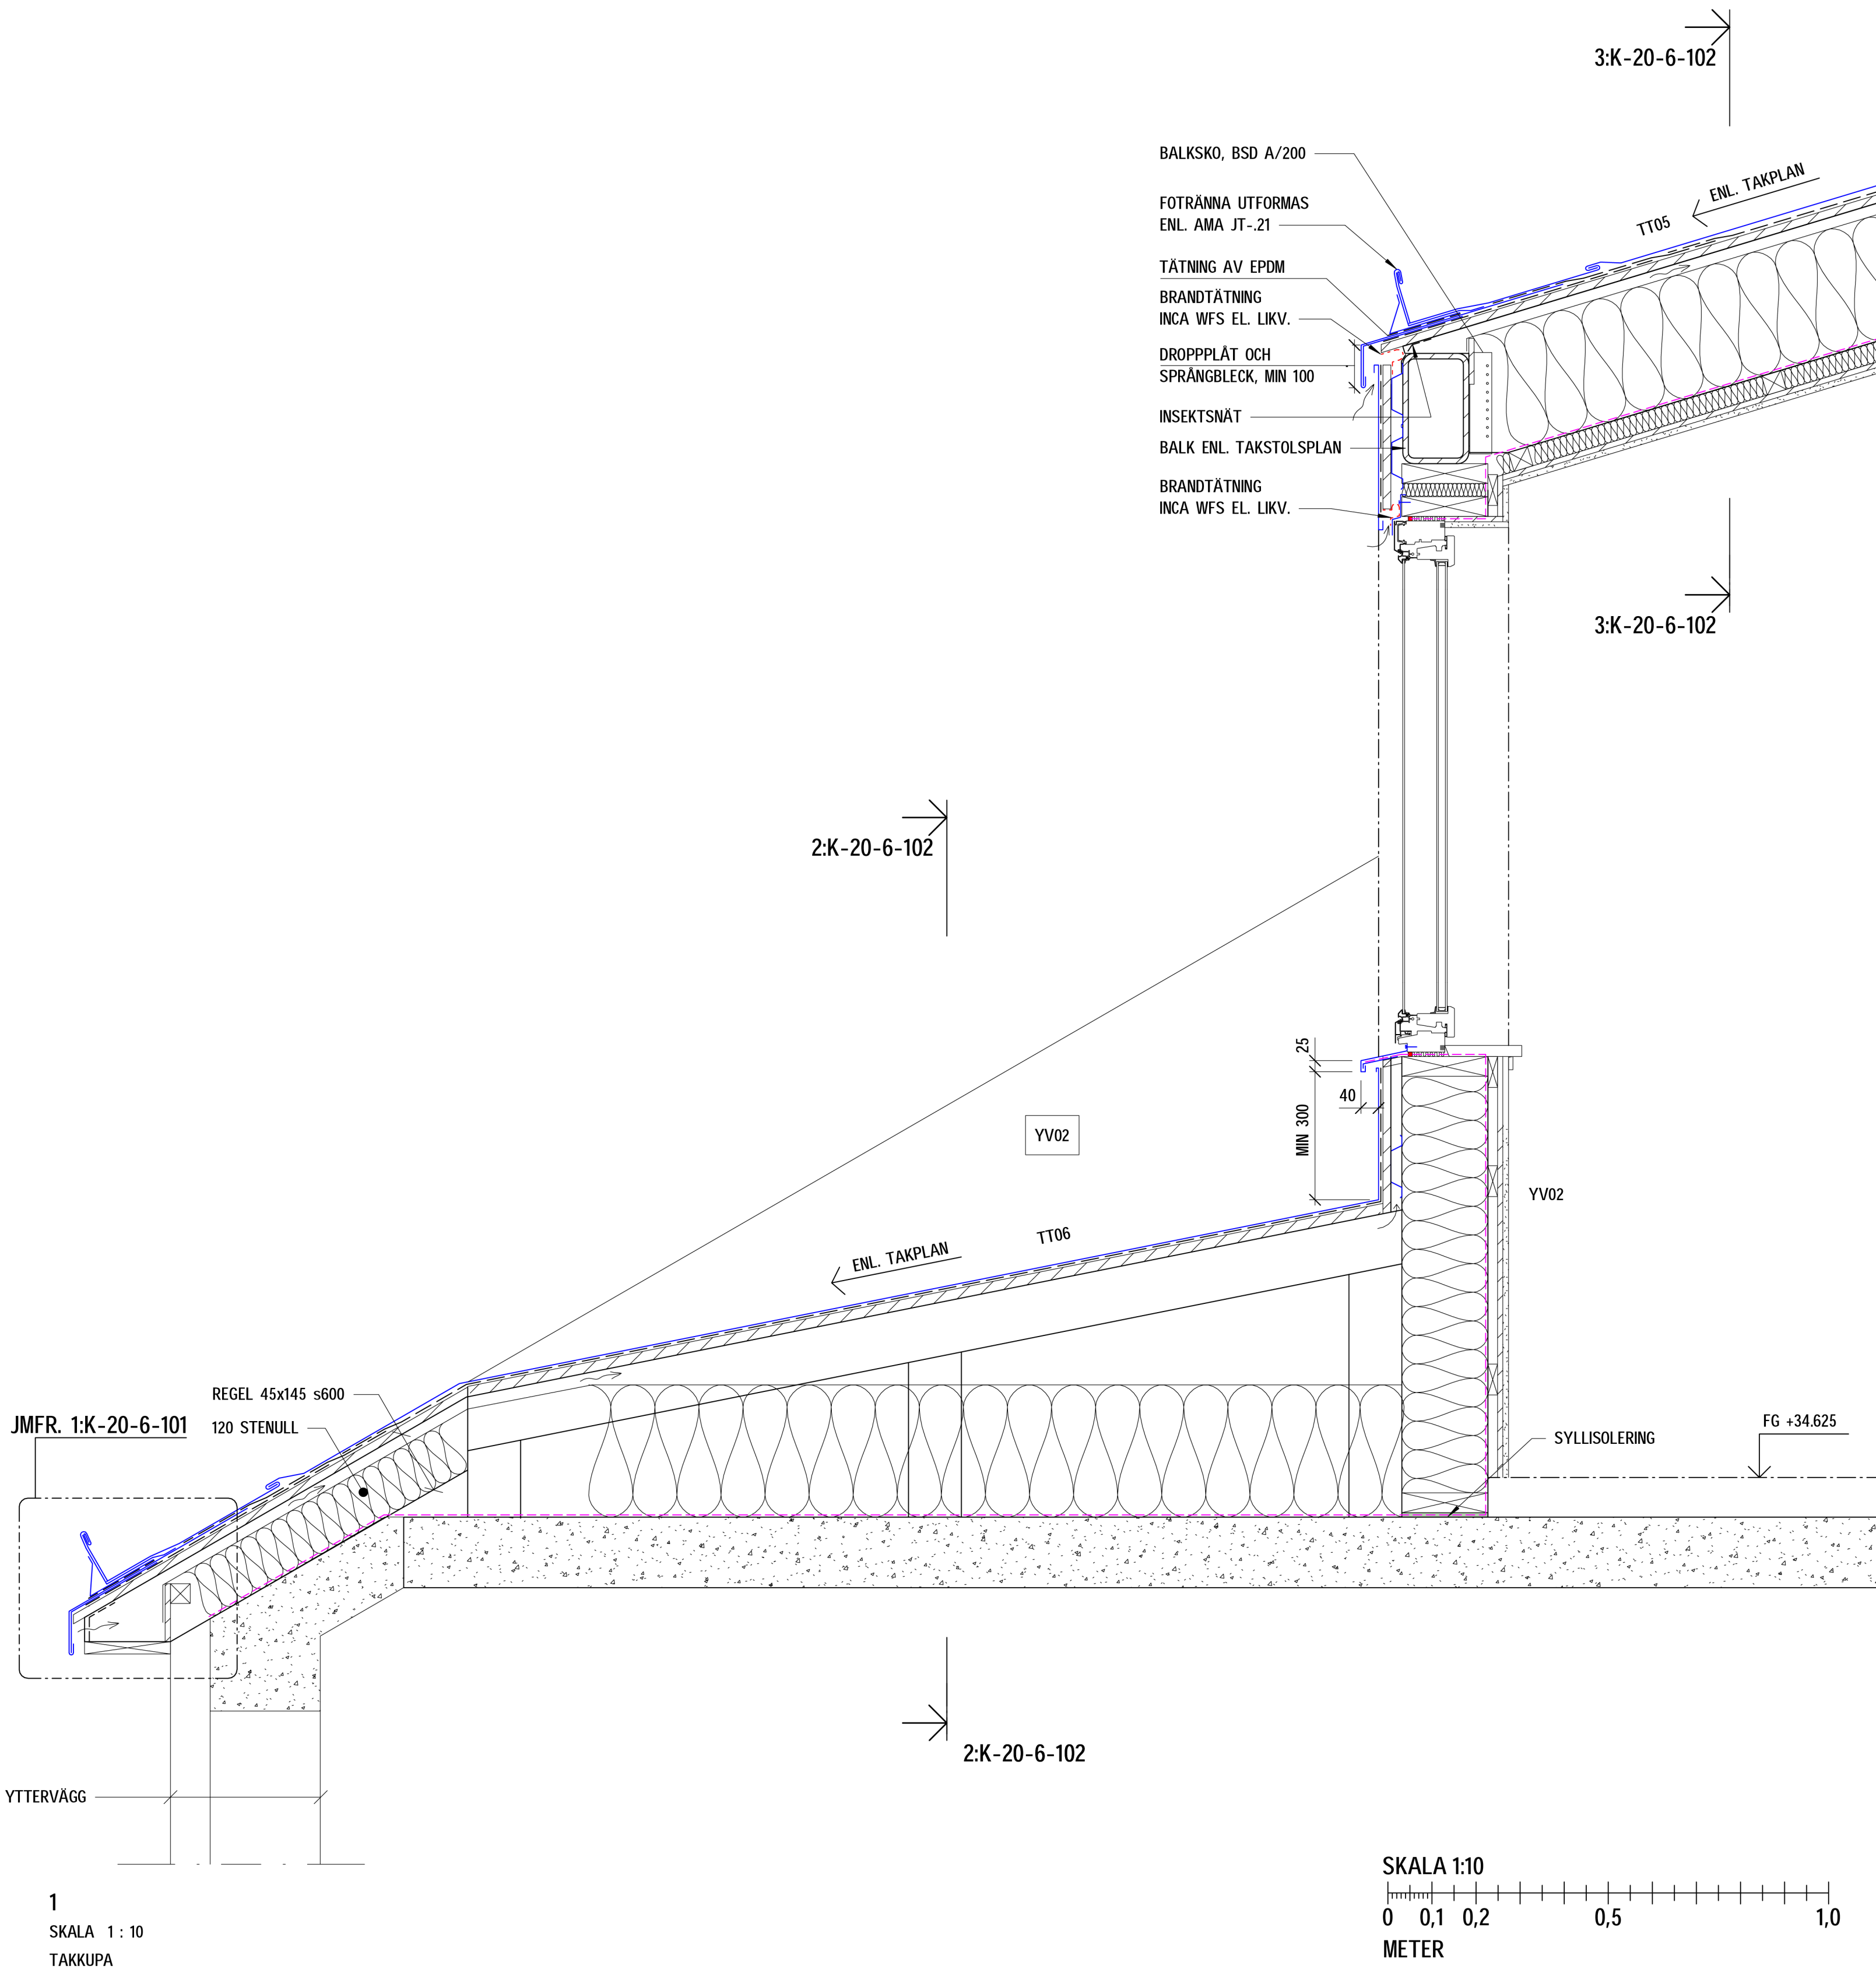 3:K-20-6-102
BALKSKO, BSD A/200
ENL. TAKPLAN
TT05
FOTRÄNNA UTFORMAS
ENL. AMA JT-.21
TÄTNING AV EPDM
BRANDTÄTNING
INCA WFS EL. LIKV.
DROPPPLÅT OCH
SPRÅNGBLECK, MIN 100
INSEKTSNÄT
BALK ENL. TAKSTOLSPLAN
BRANDTÄTNING
INCA WFS EL. LIKV.
3:K-20-6-102
2:K-20-6-102
25
40
MIN 300
YV02
YV02
TT06
ENL. TAKPLAN
REGEL 45x145 s600
120 STENULL
JMFR. 1:K-20-6-101
FG +34.625
SYLLISOLERING
2:K-20-6-102
YTTERVÄGG
1
SKALA 1 : 10
TAKKUPA
SKALA 1:10
0 0,1 0,2 0,5 1,0
METER